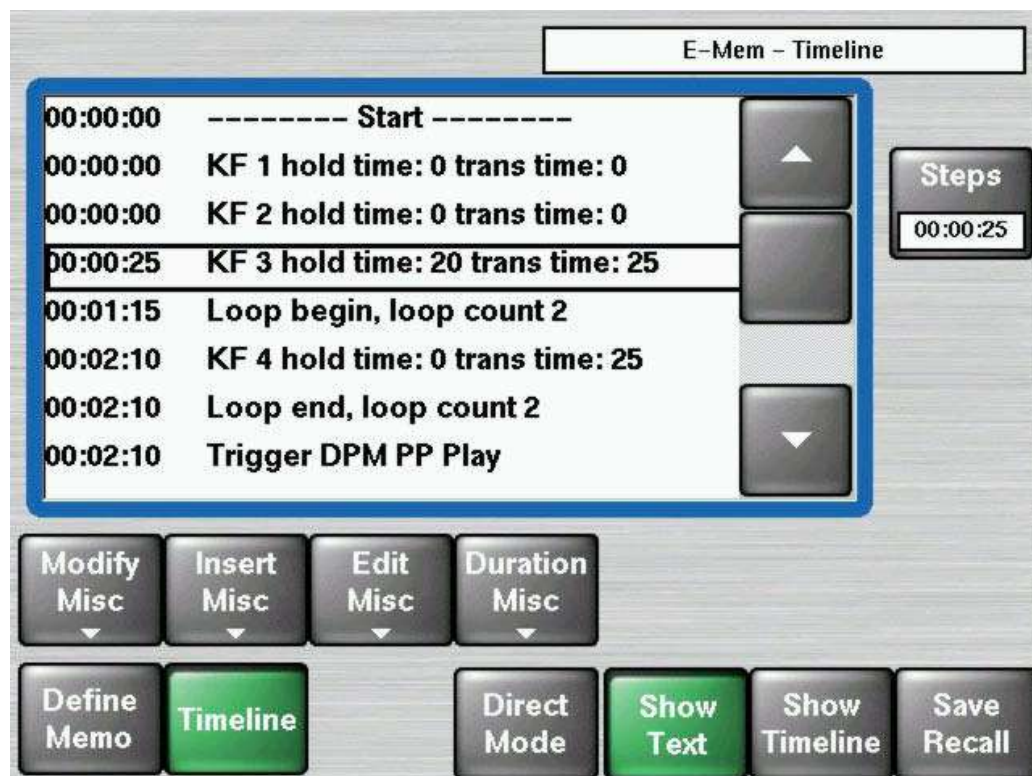 E-Mem - Timeline
00:00:00 -------- Start --------
00:00:00 KF 1 hold time: 0 trans time: 0
00:00:00 KF 2 hold time: 0 trans time: 0
00:00:25 KF 3 hold time: 20 trans time: 25
00:01:15 Loop begin, loop count 2
00:02:10 KF 4 hold time: 0 trans time: 25
00:02:10 Loop end, loop count 2
00:02:10 Trigger DPM PP Play
Steps
00:00:25
Modify
Misc
Insert
Misc
Edit
Misc
Duration
Misc
Define
Memo
Timeline
Direct
Mode
Show
Text
Show
Timeline
Save
Recall